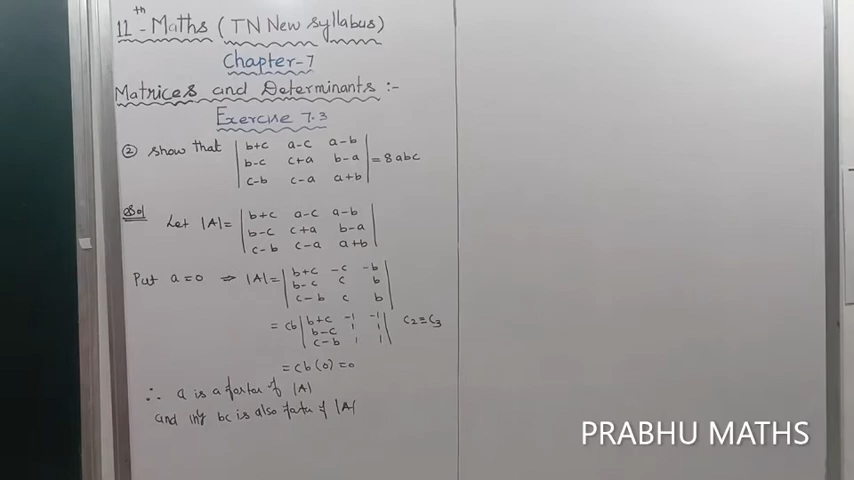 11th - Maths (TN New Syllabus)
Chapter-7
Matrices and Determinants :-
Exercise 7.3
② Show that | b+c a-c a-b |
| b-c c+a b-a | = 8abc
| c-b c-a a+b |
Sol
Let |A| = | b+c a-c a-b |
| b-c c+a b-a |
| c-b c-a a+b |
Put a=0 ⇒ |A| = | b+c -c -b |
| b-c c b |
| c-b c b |
= cb | b+c -1 -1 | C2≡C3
| b-c 1 1 |
| c-b 1 1 |
= cb(0) = 0
∴ a is a factor of |A|
and lly bc is also fator of |A|
PRABHU MATHS